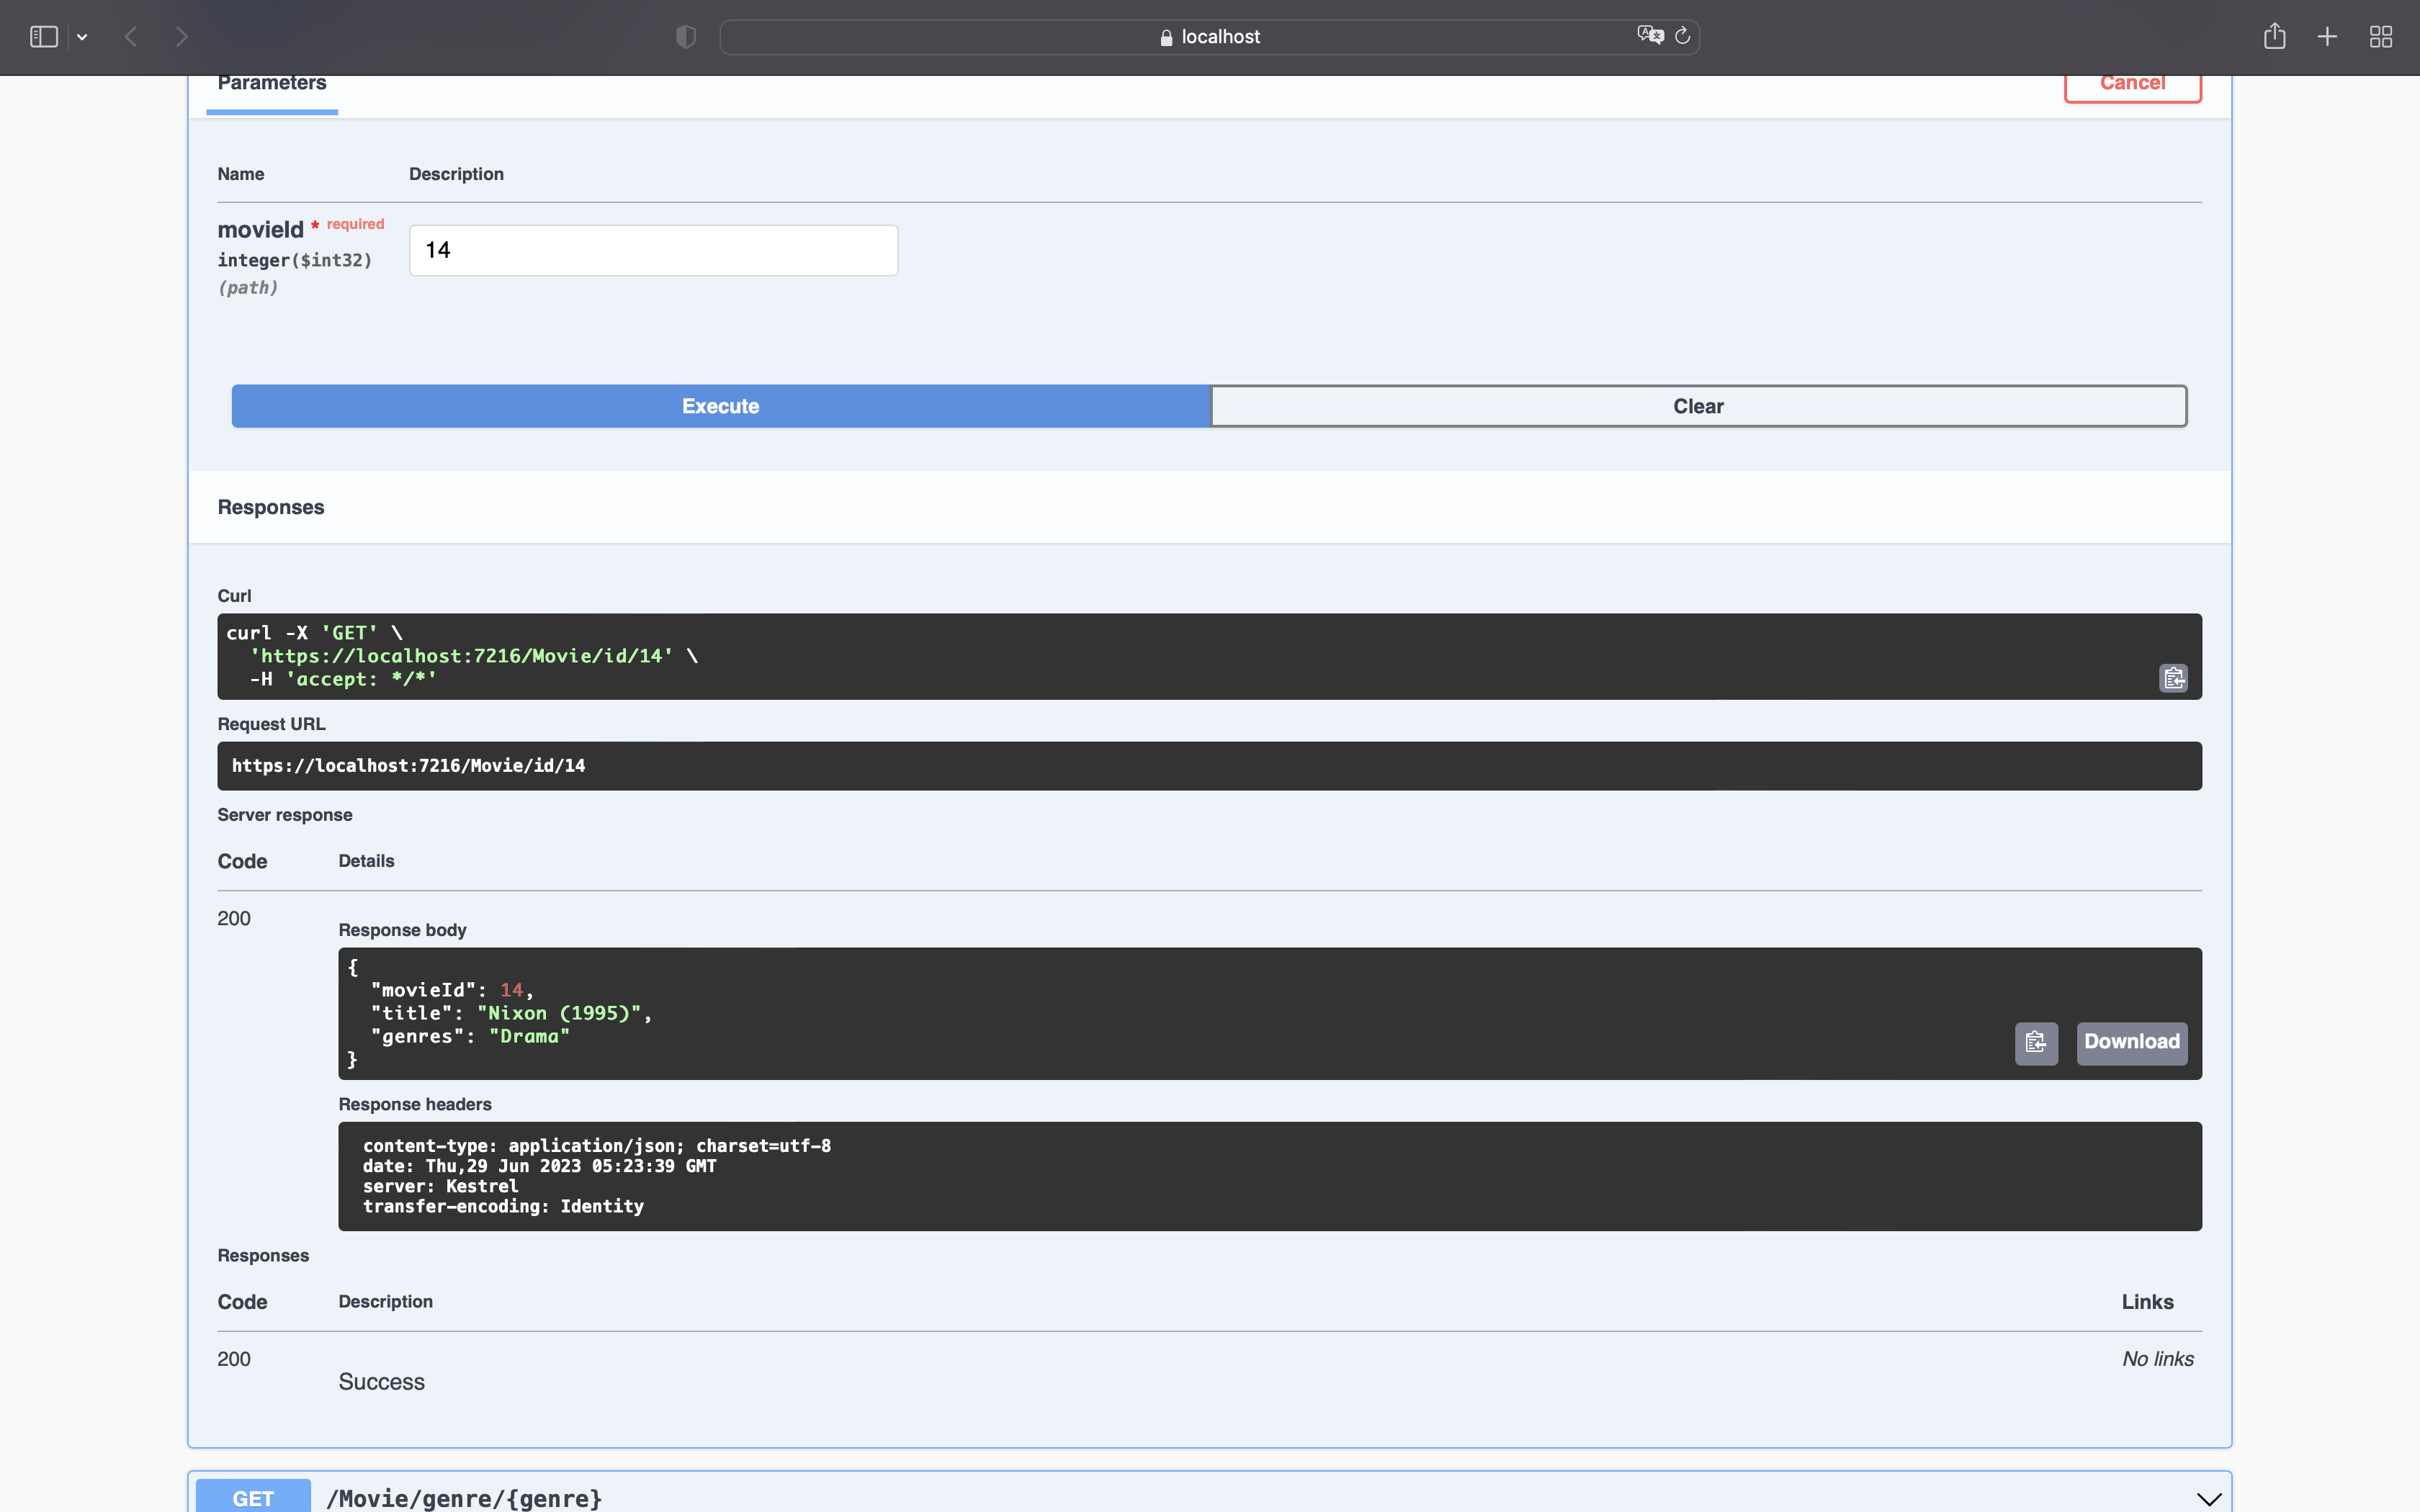 localhost
Parameters
Cancel
Name Description
movieId * required
integer($int32)
(path)
14
Execute Clear
Responses
Curl
curl -X 'GET' \
'https://localhost:7216/Movie/id/14' \
-H 'accept: */*'
Request URL
https://localhost:7216/Movie/id/14
Server response
Code Details
200
Response body
{
"movieId": 14,
"title": "Nixon (1995)",
"genres": "Drama"
}
Download
Response headers
content-type: application/json; charset=utf-8
date: Thu,29 Jun 2023 05:23:39 GMT
server: Kestrel
transfer-encoding: Identity
Responses
Code Description Links
200 No links
Success
GET /Movie/genre/{genre}